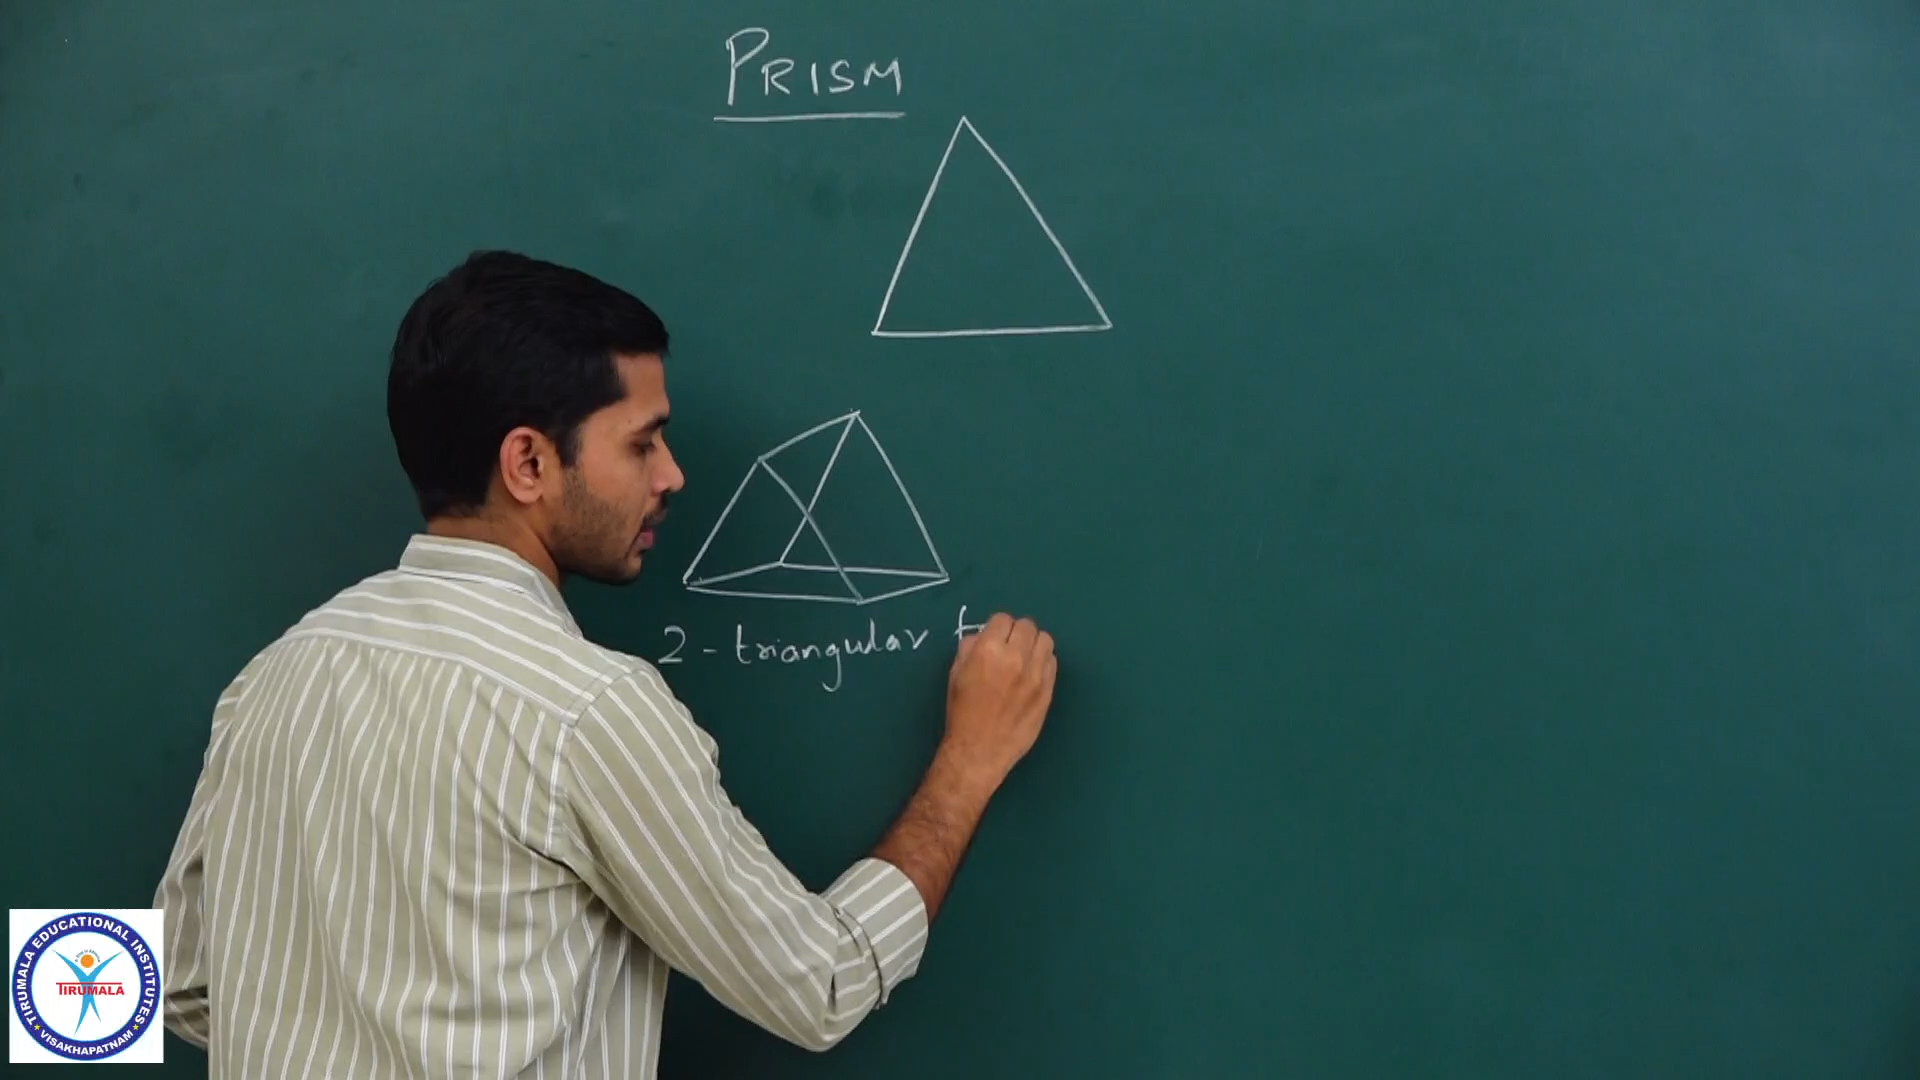 PRISM
2 - triangular
TIRUMALA EDUCATIONAL INSTITUTES
TIRUMALA
VISAKHAPATNAM